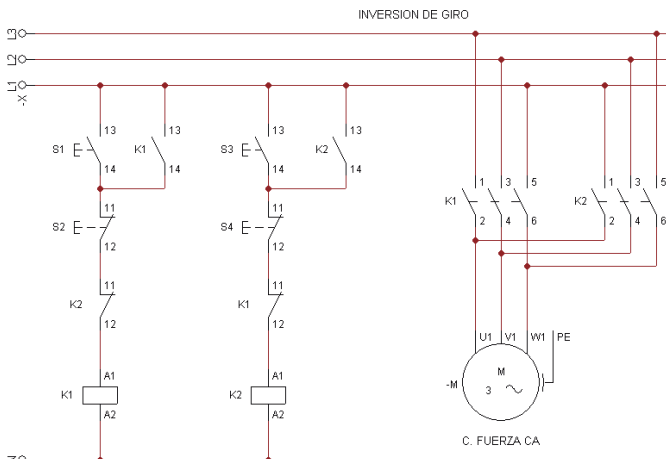 INVERSION DE GIRO
L3
L2
L1
-X
S1 13 14
K1 13 14
S3 13 14
K2 13 14
S2 11 12
S4 11 12
K2 11 12
K1 11 12
K1 A1 A2
K2 A1 A2
K1 1 3 5
2 4 6
K2 1 3 5
2 4 6
U1 V1 W1 PE
-M
M
3
C. FUERZA CA